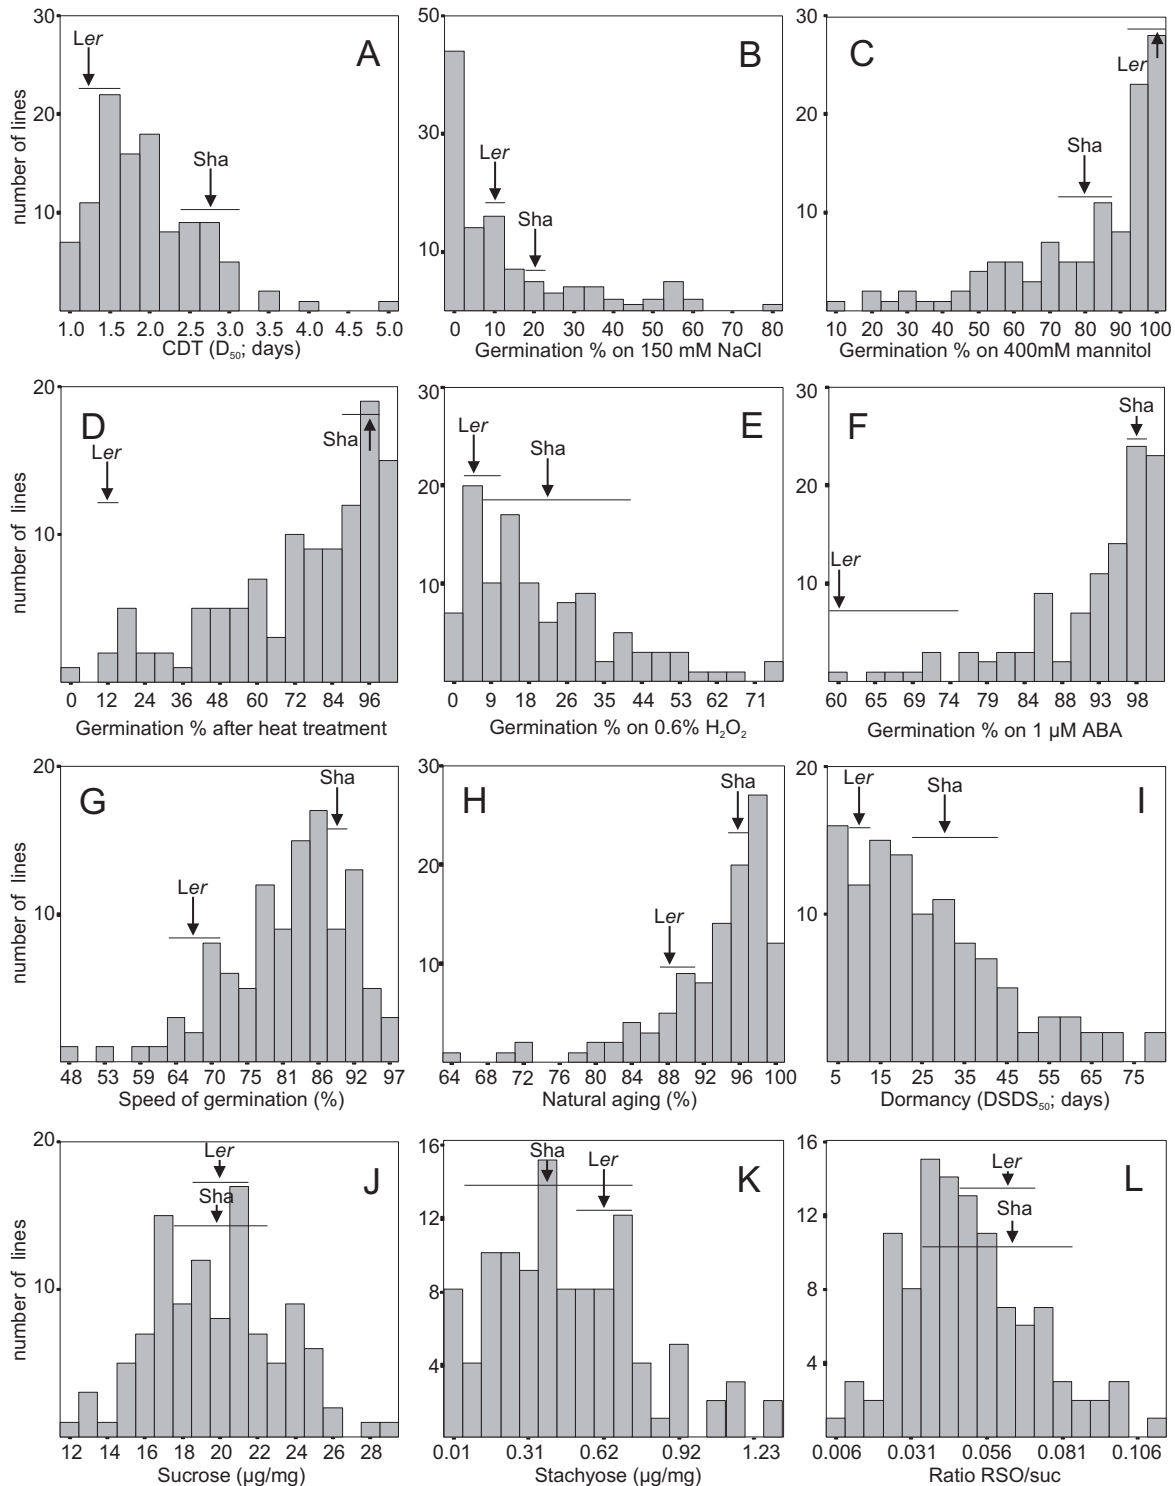 30
20
10
number of lines
Ler
Sha
A
1.0 1.5 2.0 2.5 3.0 3.5 4.0 4.5 5.0
CDT (D50; days)
50
30
10
Ler
Sha
B
0 10 20 30 40 50 60 70 80
Germination % on 150 mM NaCl
30
20
10
C
Ler
Sha
10 20 30 40 50 60 70 80 90 100
Germination % on 400mM mannitol
20
10
number of lines
D
Ler
Sha
0 12 24 36 48 60 72 84 96
Germination % after heat treatment
30
20
10
Ler
Sha
E
0 9 18 26 35 44 53 62 71
Germination % on 0.6% H2O2
30
20
10
F
Sha
Ler
60 65 69 74 79 84 88 93 98
Germination % on 1 µM ABA
20
10
number of lines
G
Sha
Ler
48 53 59 64 70 75 81 86 92 97
Speed of germination (%)
30
20
10
H
Sha
Ler
64 68 72 76 80 84 88 92 96 100
Natural aging (%)
20
10
Ler
Sha
I
5 15 25 35 45 55 65 75
Dormancy (DSDS50; days)
20
10
number of lines
Ler
Sha
J
12 14 16 18 20 22 24 26 28
Sucrose (µg/mg)
16
12
8
4
Sha
Ler
K
0.01 0.31 0.62 0.92 1.23
Stachyose (µg/mg)
16
12
8
4
Ler
Sha
L
0.006 0.031 0.056 0.081 0.106
Ratio RSO/suc